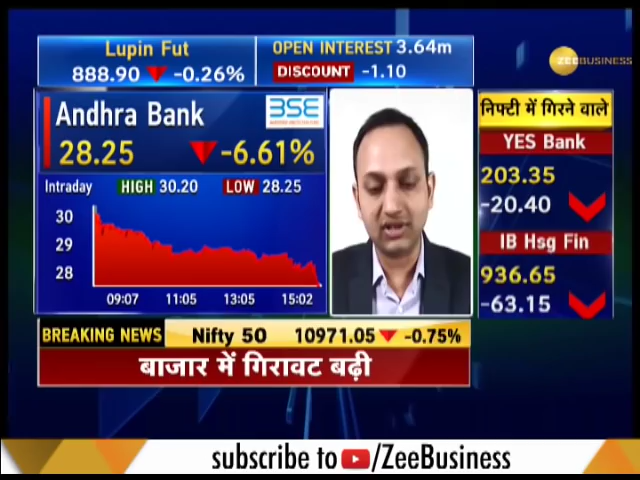 Lupin Fut
888.90 -0.26%
OPEN INTEREST 3.64m
DISCOUNT -1.10
ZEEBUSINESS
Andhra Bank
BSE
28.25 -6.61%
Intraday HIGH 30.20 LOW 28.25
30
29
28
09:07 11:05 13:05 15:02
निफ्टी में गिरने वाले
YES Bank
203.35
-20.40
IB Hsg Fin
936.65
-63.15
BREAKING NEWS Nifty 50 10971.05 -0.75%
बाजार में गिरावट बढ़ी
subscribe to /ZeeBusiness